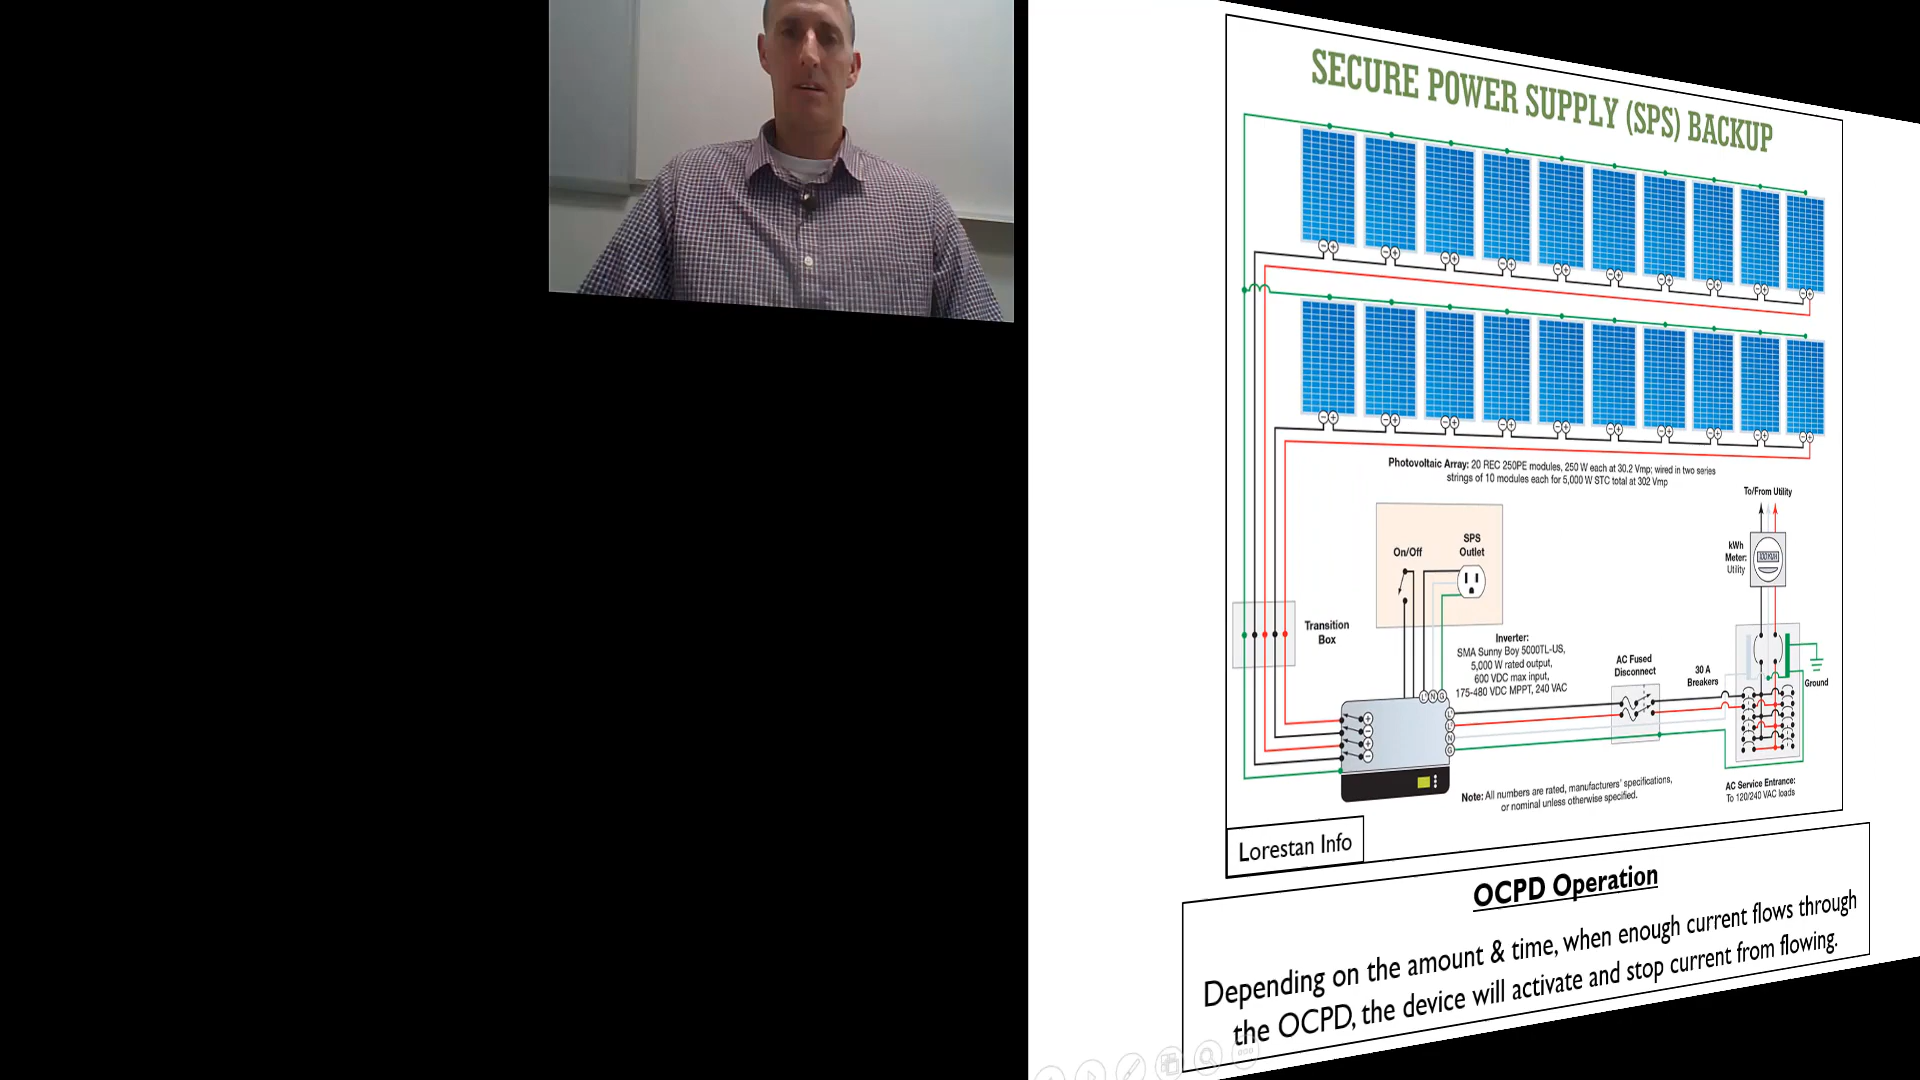 SECURE POWER SUPPLY (SPS) BACKUP
Photovoltaic Array: 20 REC 250PE modules, 250 W each at 30.2 Vmp; wired in two series
strings of 10 modules each for 5,000 W STC total at 302 Vmp
To/From Utility
kWh
Meter:
Utility
On/Off
SPS
Outlet
Transition
Box
Inverter:
SMA Sunny Boy 5000TL-US,
5,000 W rated output,
600 VDC max input,
175-480 VDC MPPT, 240 VAC
AC Fused
Disconnect
30 A
Breakers
Ground
Note: All numbers are rated, manufacturers' specifications,
or nominal unless otherwise specified.
AC Service Entrance:
To 120/240 VAC loads
Lorestan Info
OCPD Operation
Depending on the amount & time, when enough current flows through
the OCPD, the device will activate and stop current from flowing.